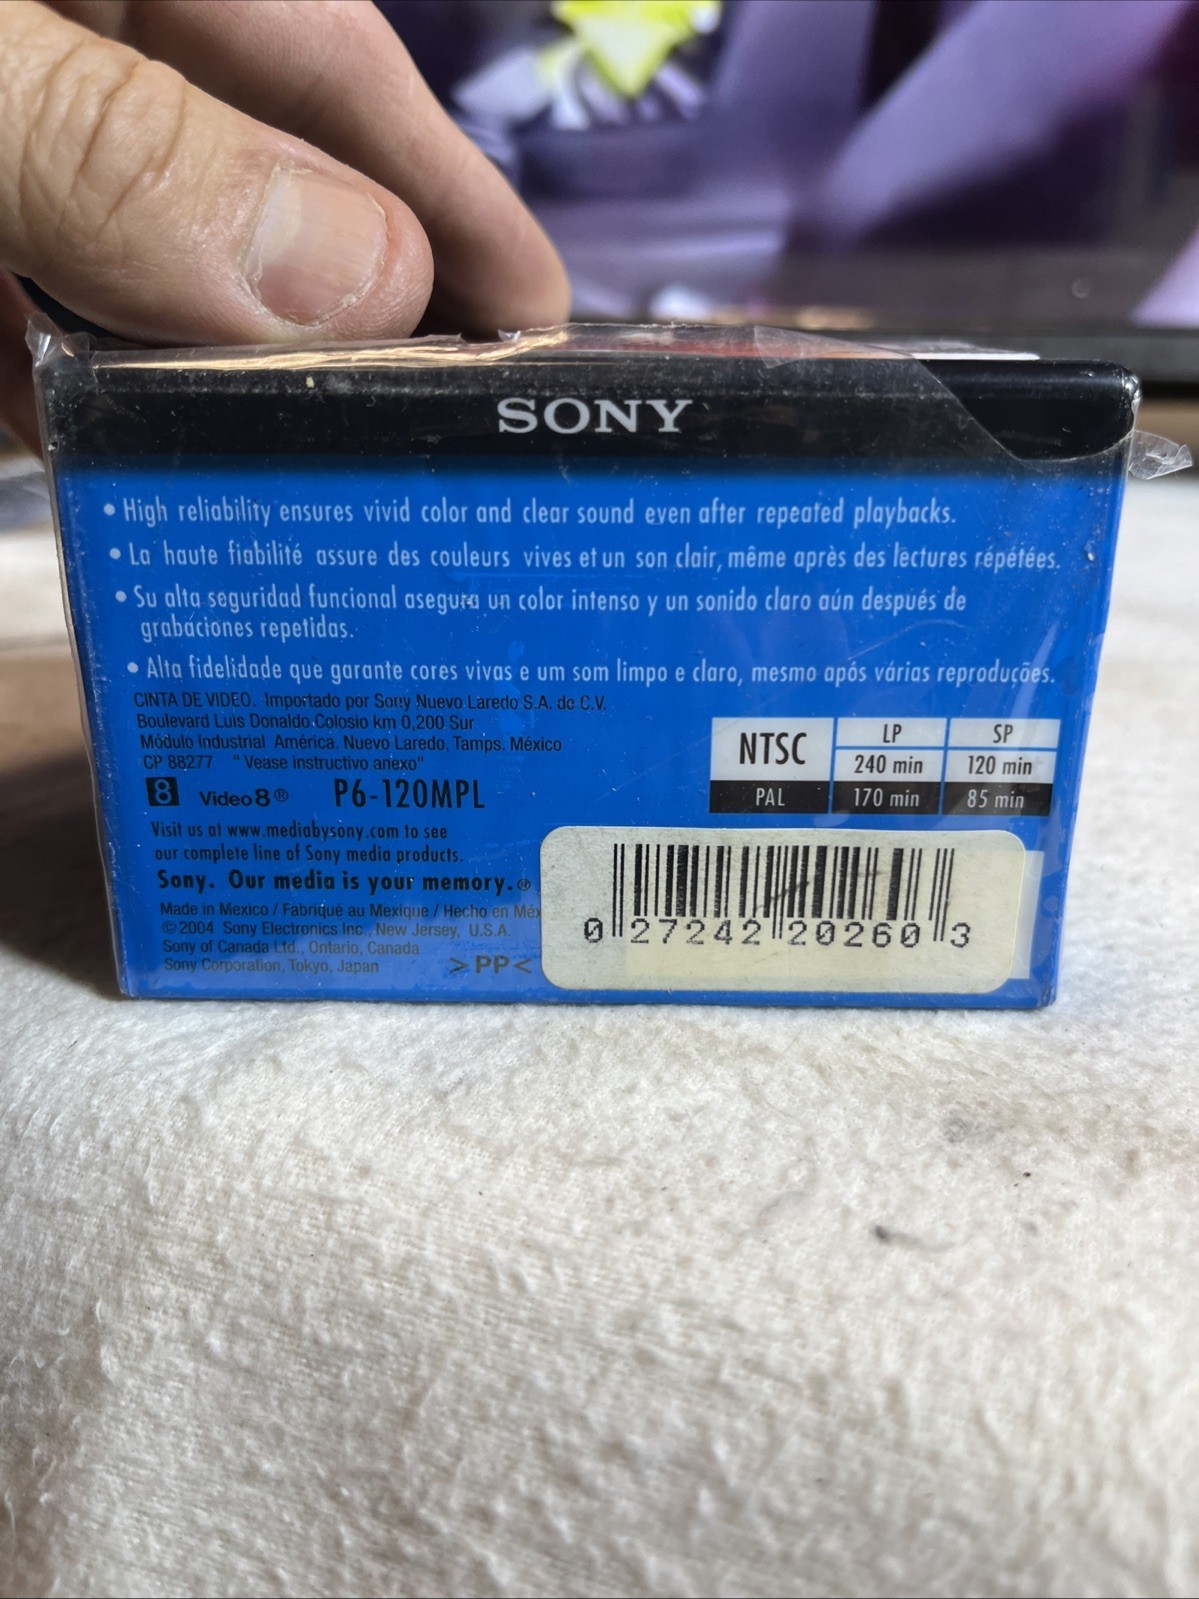 SONY
• High reliability ensures vivid color and clear sound even after repeated playbacks.
• La haute fiabilité assure des couleurs vives et un son clair, même après des lectures répétées.
• Su alta seguridad funcional asegura un color intenso y un sonido claro aún después de
grabaciones repetidas.
• Alta fidelidade que garante cores vivas e um som limpo e claro, mesmo após várias reproduções.
CINTA DE VIDEO. Importado por Sony Nuevo Laredo S.A. de C.V.
Boulevard Luis Donaldo Colosio km 0,200 Sur
Módulo Industrial América. Nuevo Laredo, Tamps. México
CP 88277 "Vease instructivo anexo"
8 Video8® P6-120MPL
NTSC LP SP
240 min 120 min
PAL 170 min 85 min
Visit us at www.mediabysony.com to see
our complete line of Sony media products.
Sony. Our media is your memory.®
Made in Mexico / Fabriqué au Mexique / Hecho en Méx
© 2004 Sony Electronics Inc., New Jersey, U.S.A.
Sony of Canada Ltd., Ontario, Canada
Sony Corporation, Tokyo, Japan >PP<
0 27242 20260 3